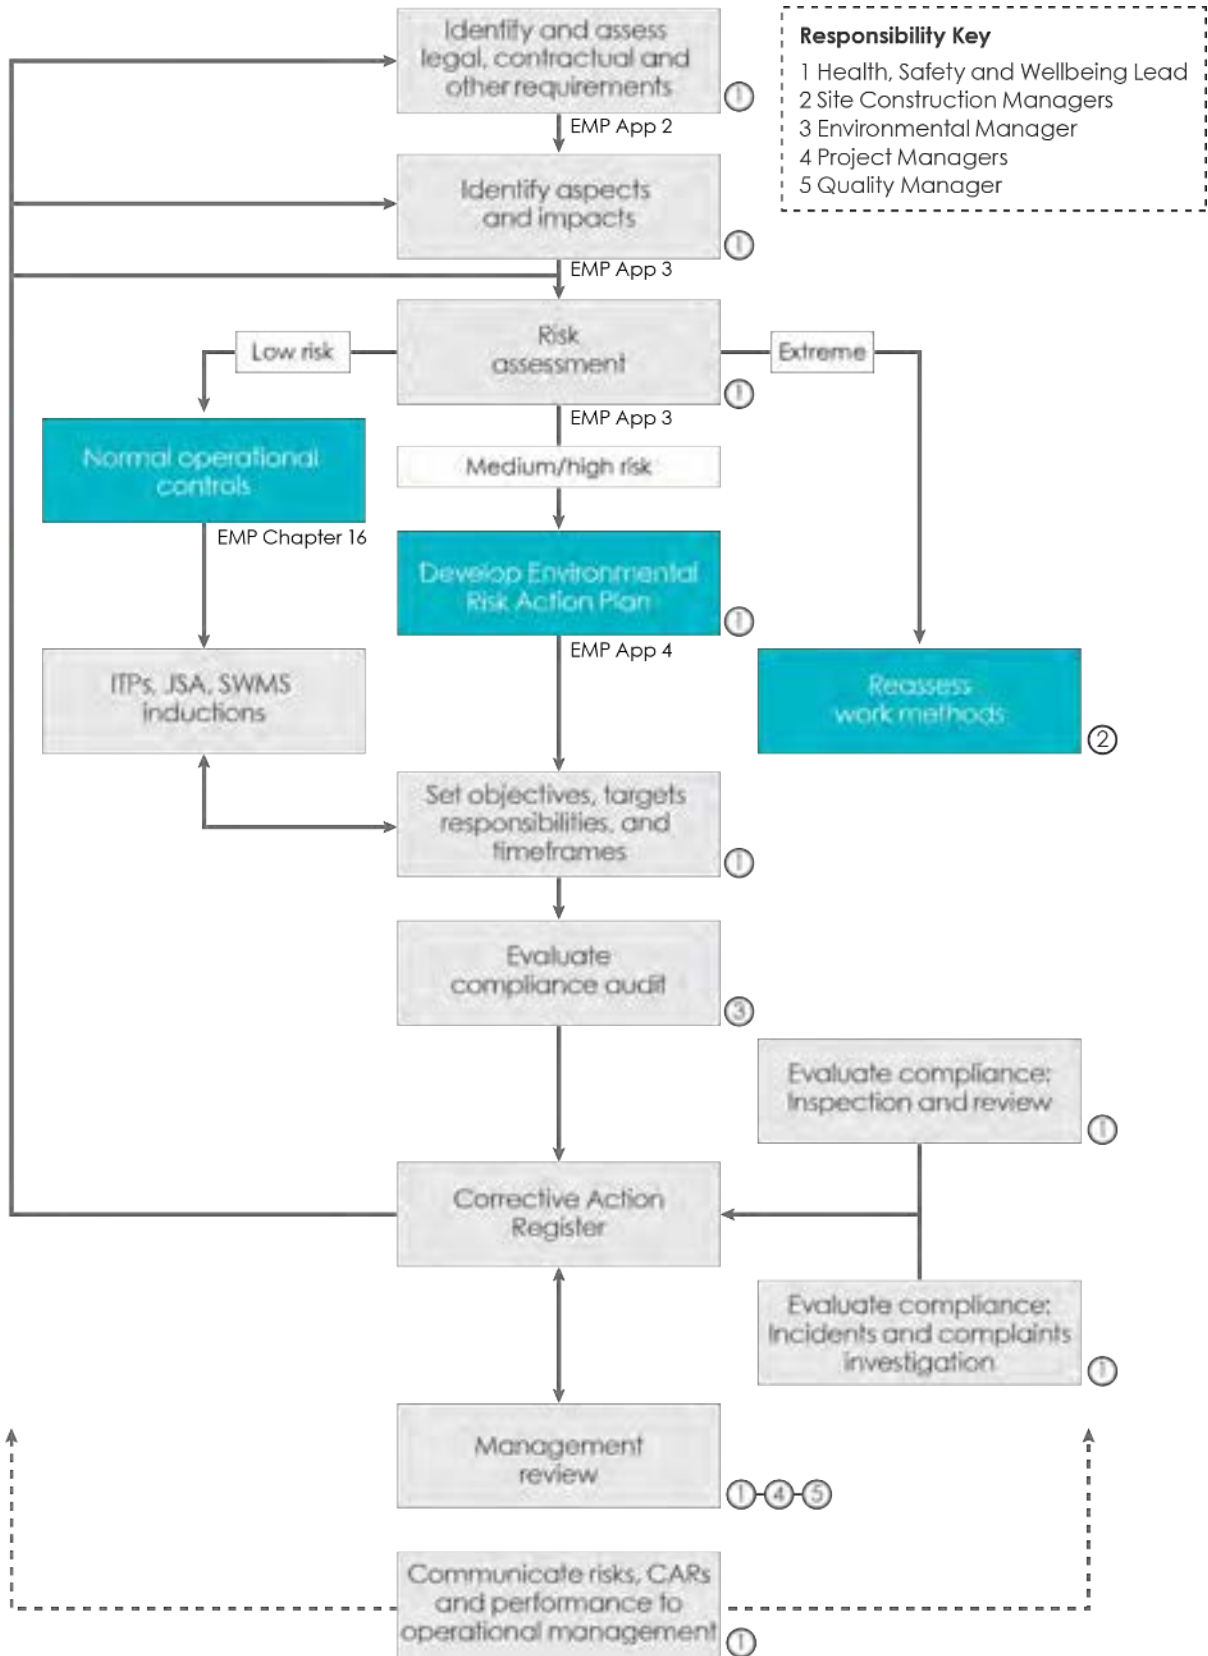 Identify and assess
legal, contractual and
other requirements
1
EMP App 2
Responsibility Key
1 Health, Safety and Wellbeing Lead
2 Site Construction Managers
3 Environmental Manager
4 Project Managers
5 Quality Manager
Identify aspects
and impacts
1
EMP App 3
Risk
assessment
1
EMP App 3
Low risk
Extreme
Medium/high risk
Normal operational
controls
EMP Chapter 16
Develop Environmental
Risk Action Plan
1
EMP App 4
ITPs, JSA, SWMS
inductions
Reassess
work methods
2
Set objectives, targets
responsibilities, and
timeframes
1
Evaluate
compliance audit
3
Evaluate compliance:
Inspection and review
1
Corrective Action
Register
Evaluate compliance:
Incidents and complaints
investigation
1
Management
review
1 4 5
Communicate risks, CARs
and performance to
operational management
1